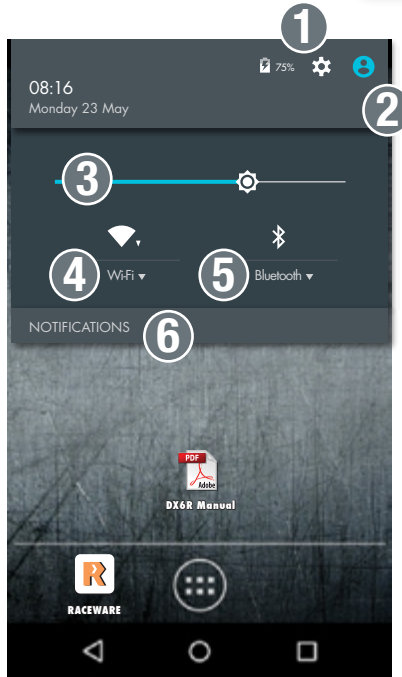 1
75%
08:16
Monday 23 May
2
3
4
Wi-Fi
5
Bluetooth
NOTIFICATIONS
6
PDF
Adobe
DX6R Manual
R
RACEWARE